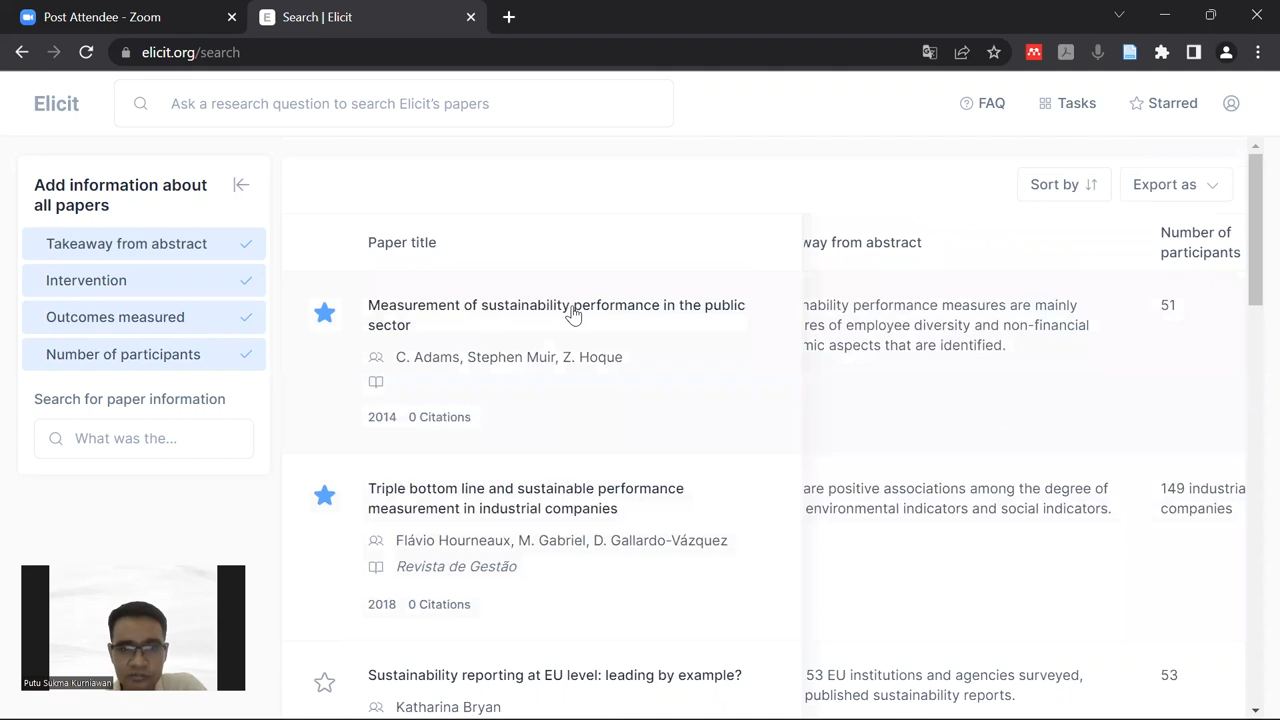 Post Attendee - Zoom
Search | Elicit
elicit.org/search
Elicit
Ask a research question to search Elicit's papers
FAQ
Tasks
Starred
Add information about
all papers
Takeaway from abstract
Intervention
Outcomes measured
Number of participants
Search for paper information
What was the...
Sort by
Export as
Paper title
way from abstract
Number of
participants
Measurement of sustainability performance in the public
sector
C. Adams, Stephen Muir, Z. Hoque
2014 0 Citations
nability performance measures are mainly
res of employee diversity and non-financial
mic aspects that are identified.
51
Triple bottom line and sustainable performance
measurement in industrial companies
Flávio Hourneaux, M. Gabriel, D. Gallardo-Vázquez
Revista de Gestão
2018 0 Citations
are positive associations among the degree of
environmental indicators and social indicators.
149 industria
companies
Sustainability reporting at EU level: leading by example?
Katharina Bryan
53 EU institutions and agencies surveyed,
published sustainability reports.
53
Putu Sukma Kurniawan